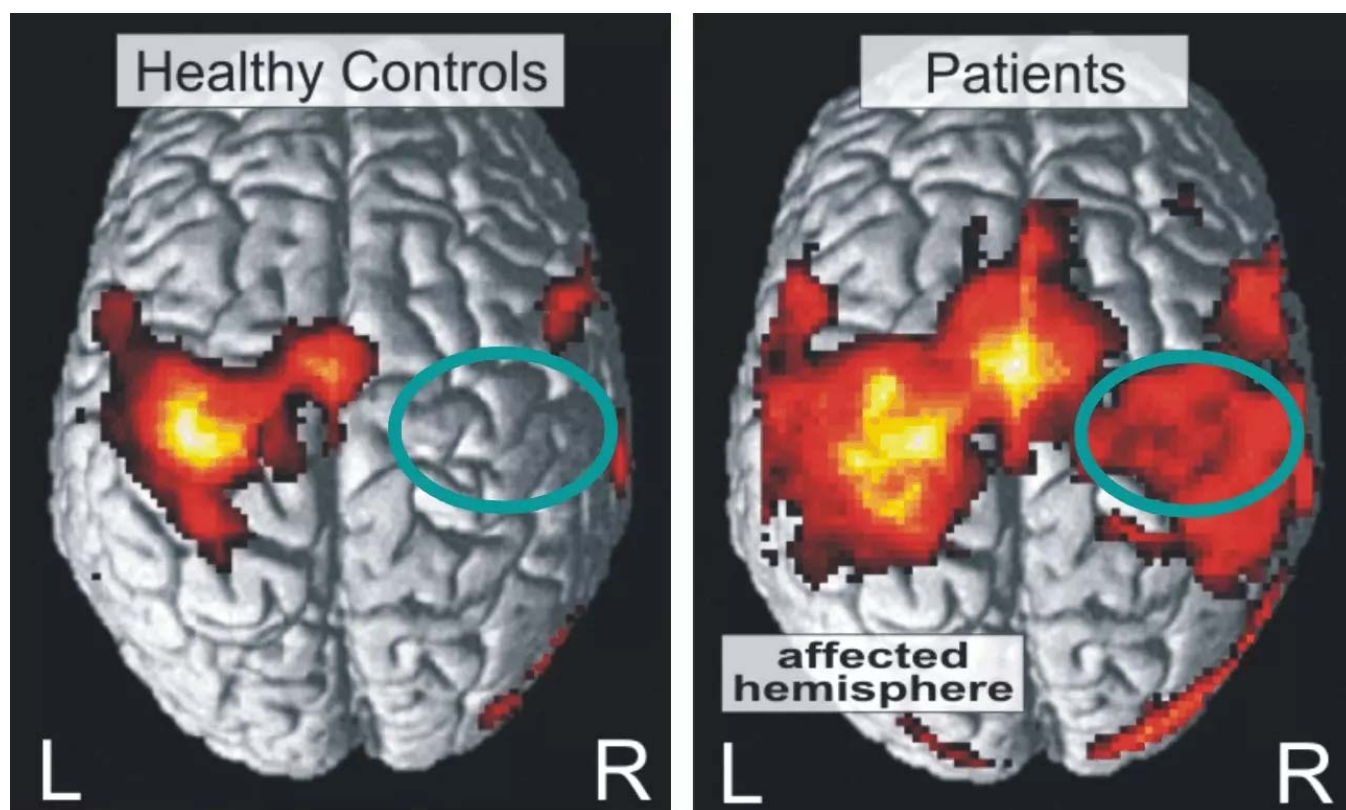 Healthy Controls
L
R
Patients
affected
hemisphere
L
R